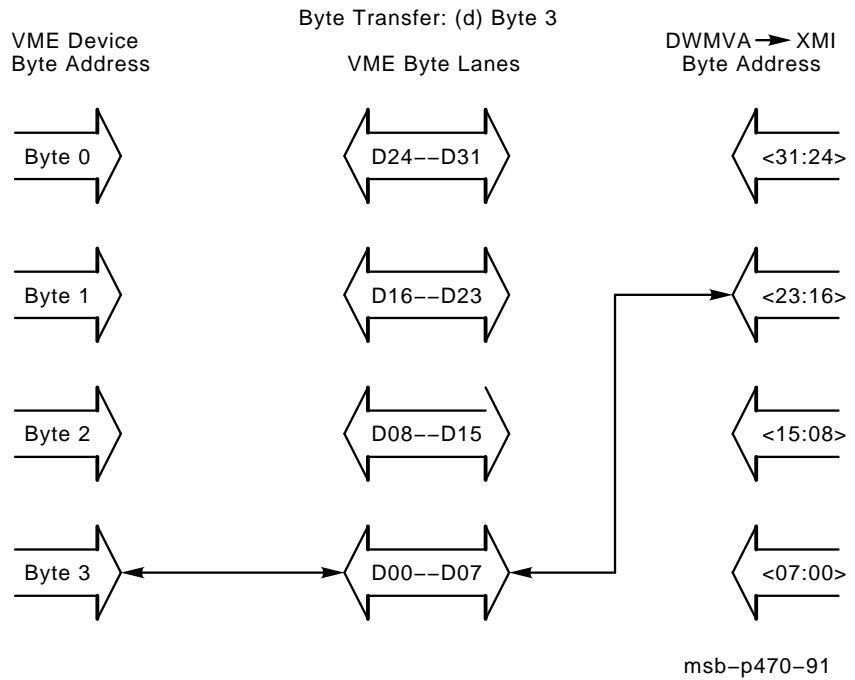 Byte Transfer: (d) Byte 3
VME Device
Byte Address
VME Byte Lanes
DWMVA → XMI
Byte Address
Byte 0
D24--D31
<31:24>
Byte 1
D16--D23
<23:16>
Byte 2
D08--D15
<15:08>
Byte 3
D00--D07
<07:00>
msb-p470-91